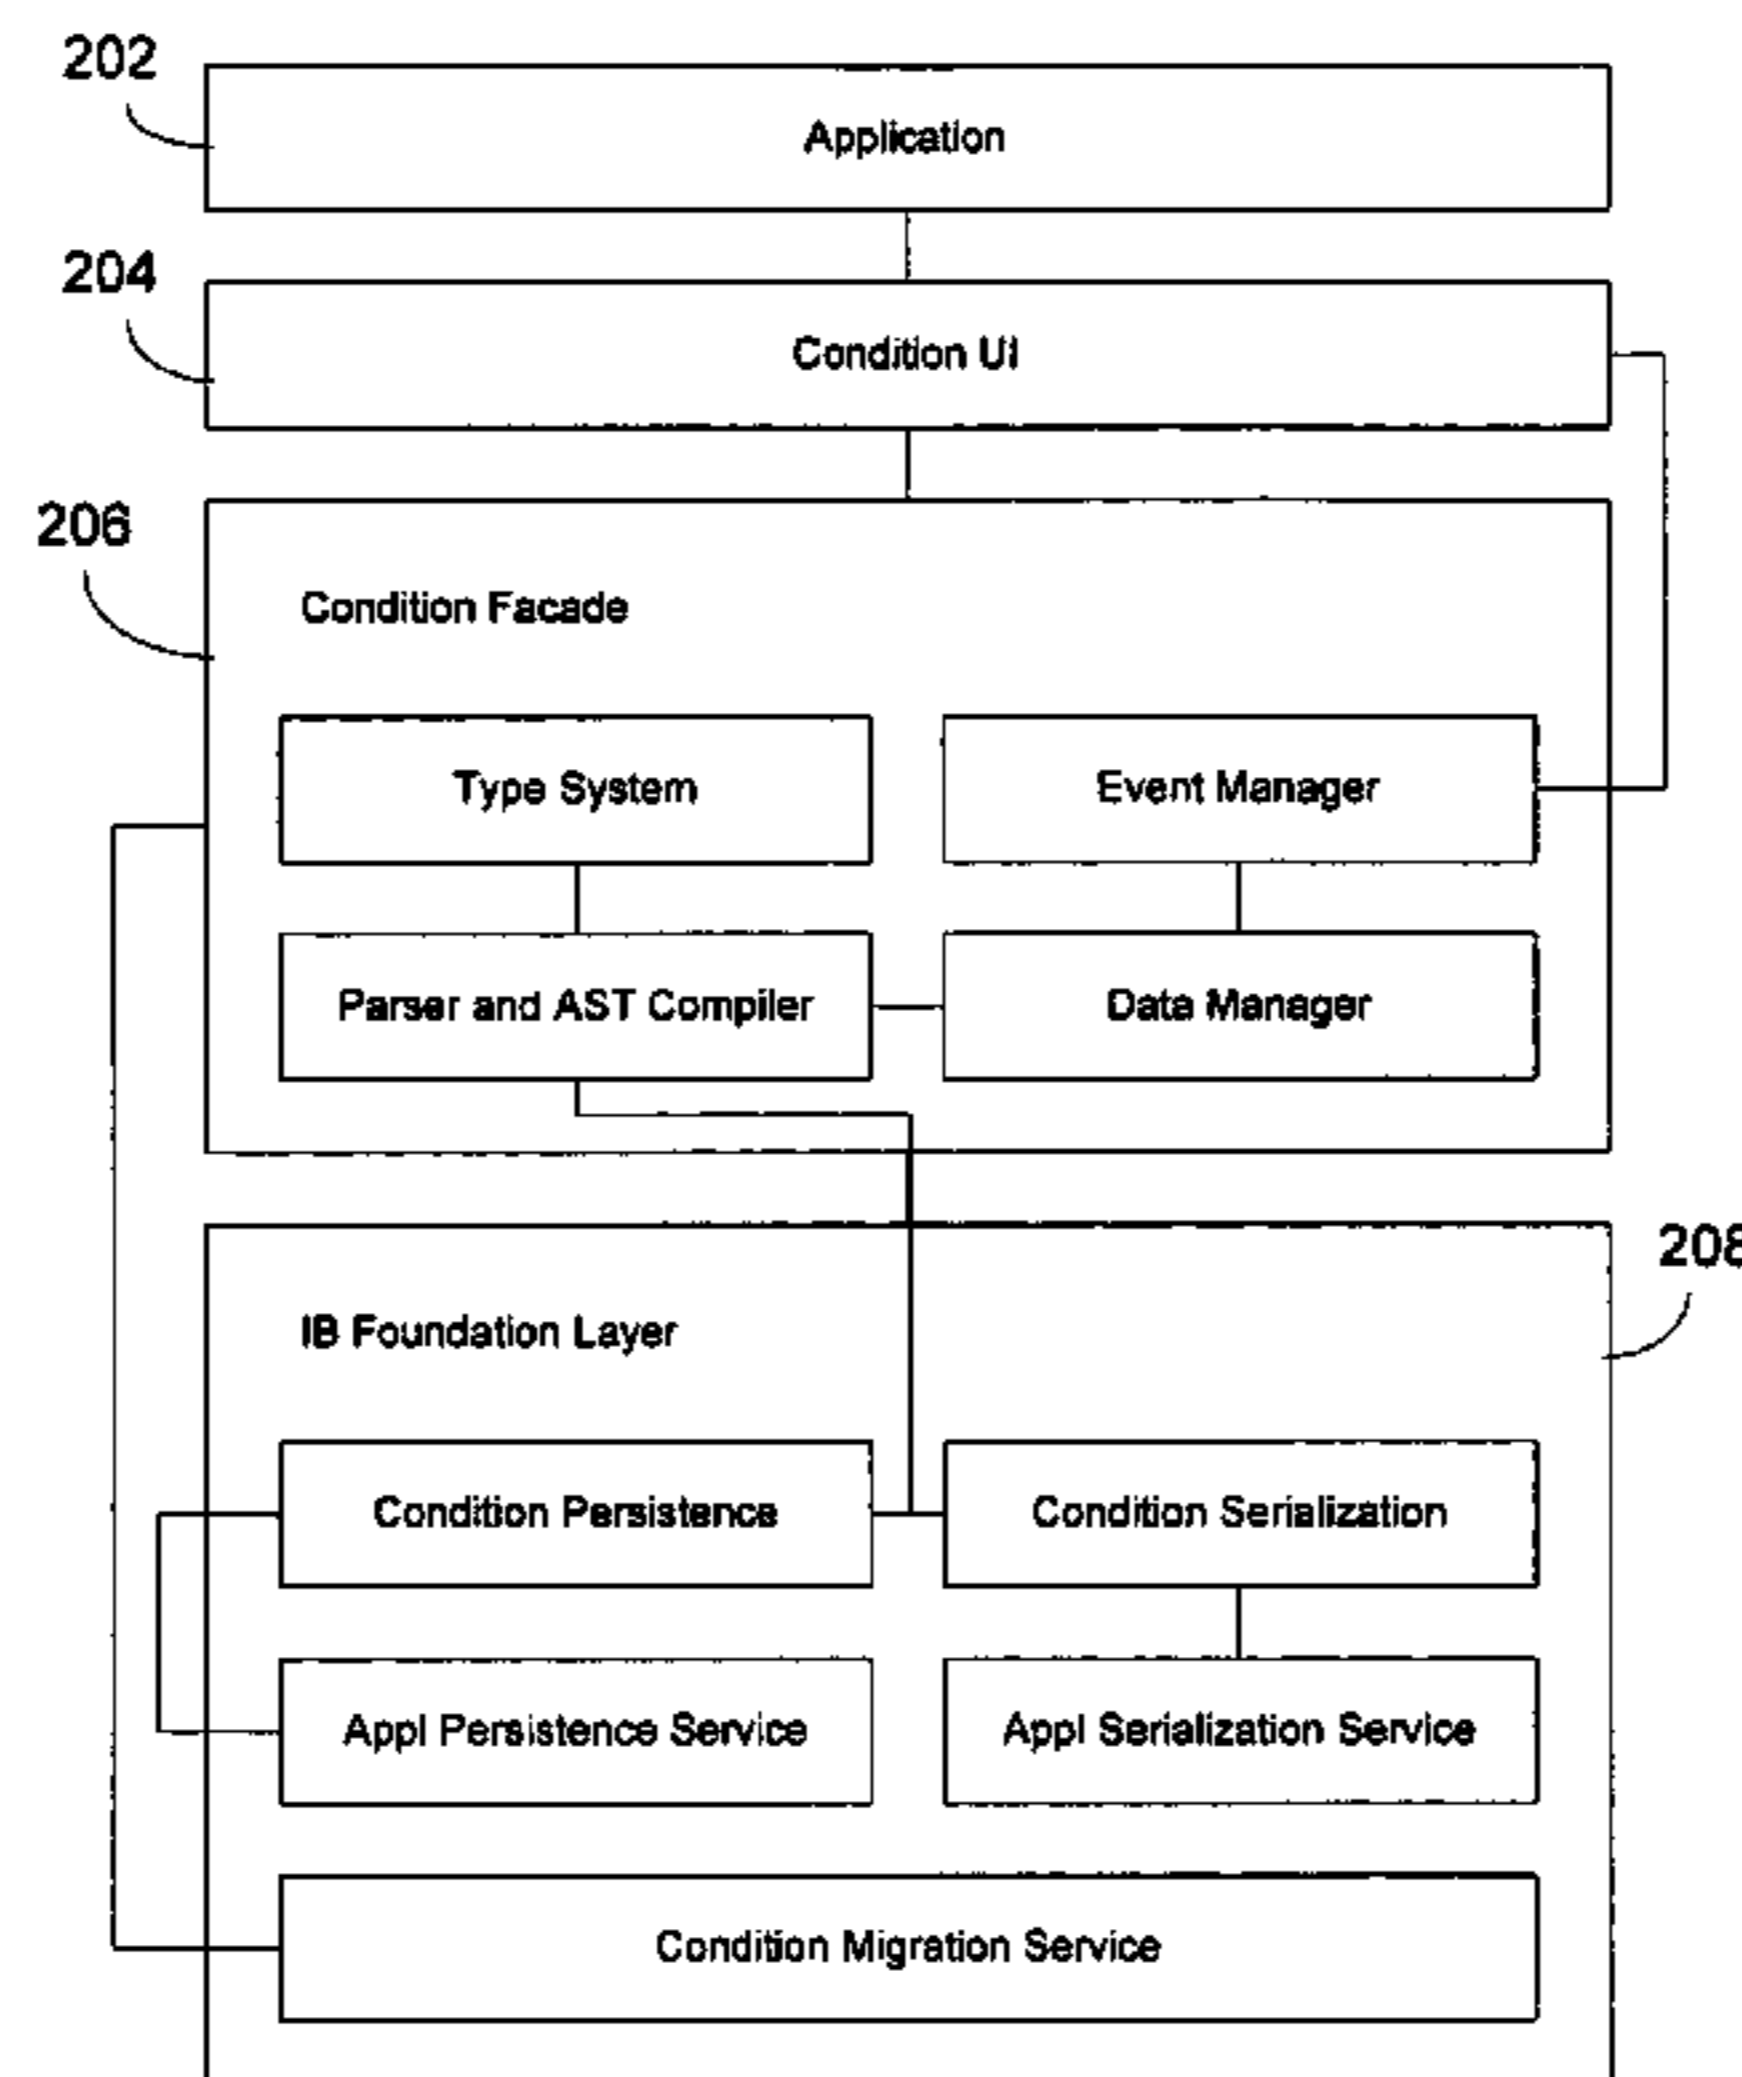 202
Application
204
Condition UI
206
Condition Facade
Type System
Event Manager
Parser and AST Compiler
Data Manager
208
IB Foundation Layer
Condition Persistence
Condition Serialization
Appl Persistence Service
Appl Serialization Service
Condition Migration Service